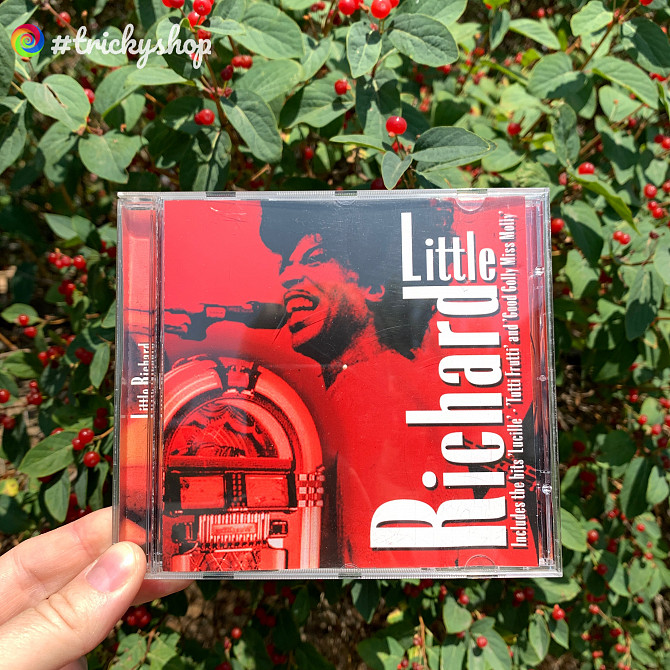 #trickyshop
Little
Richard
Includes the hits 'Lucille' · 'Tutti Frutti' and 'Good Golly Miss Molly'
Little Richard